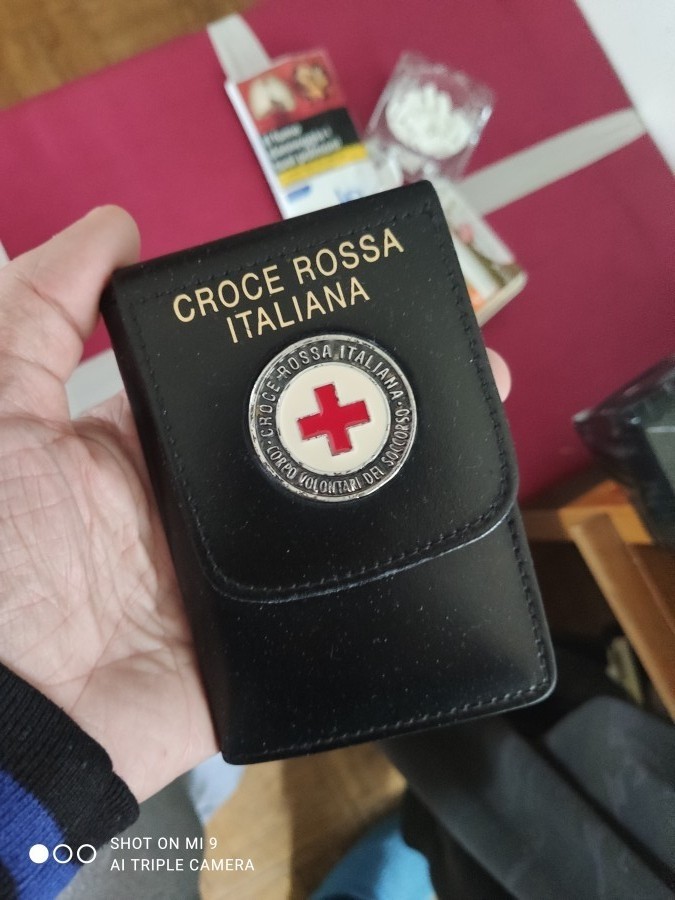 CROCE ROSSA
ITALIANA
CROCE ROSSA ITALIANA
CORPO VOLONTARI DEL SOCCORSO
SHOT ON MI 9
AI TRIPLE CAMERA